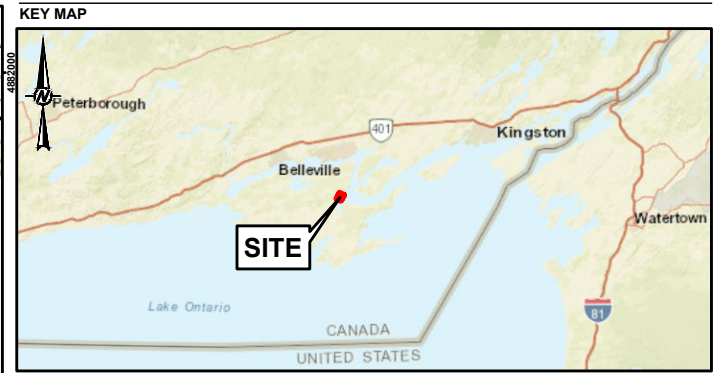 KEY MAP
4882000
N
Peterborough
401
Kingston
Belleville
Watertown
SITE
Lake Ontario
81
CANADA
UNITED STATES